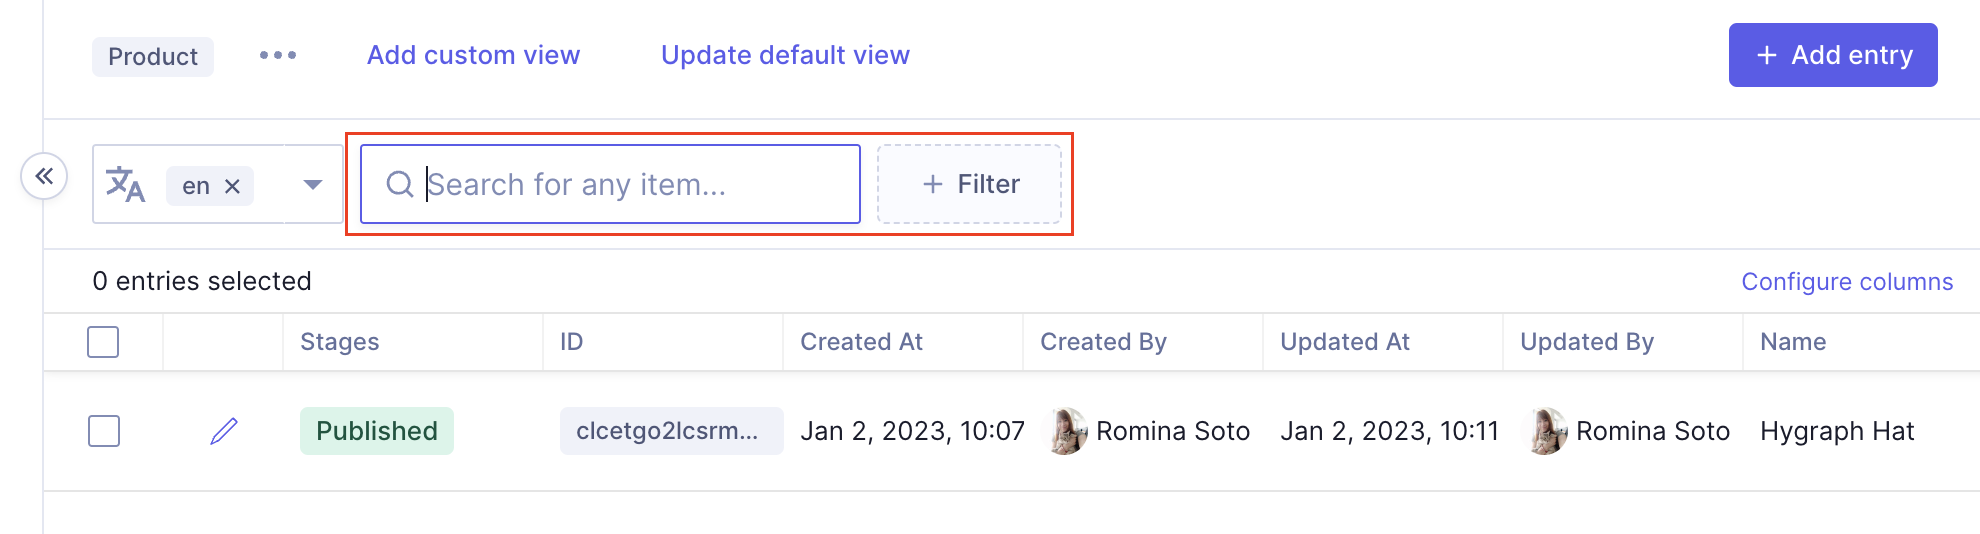 Product ••• Add custom view Update default view + Add entry
en × Search for any item... + Filter
0 entries selected Configure columns
Stages ID Created At Created By Updated At Updated By Name
Published clcetgo2lcsrm... Jan 2, 2023, 10:07 Romina Soto Jan 2, 2023, 10:11 Romina Soto Hygraph Hat